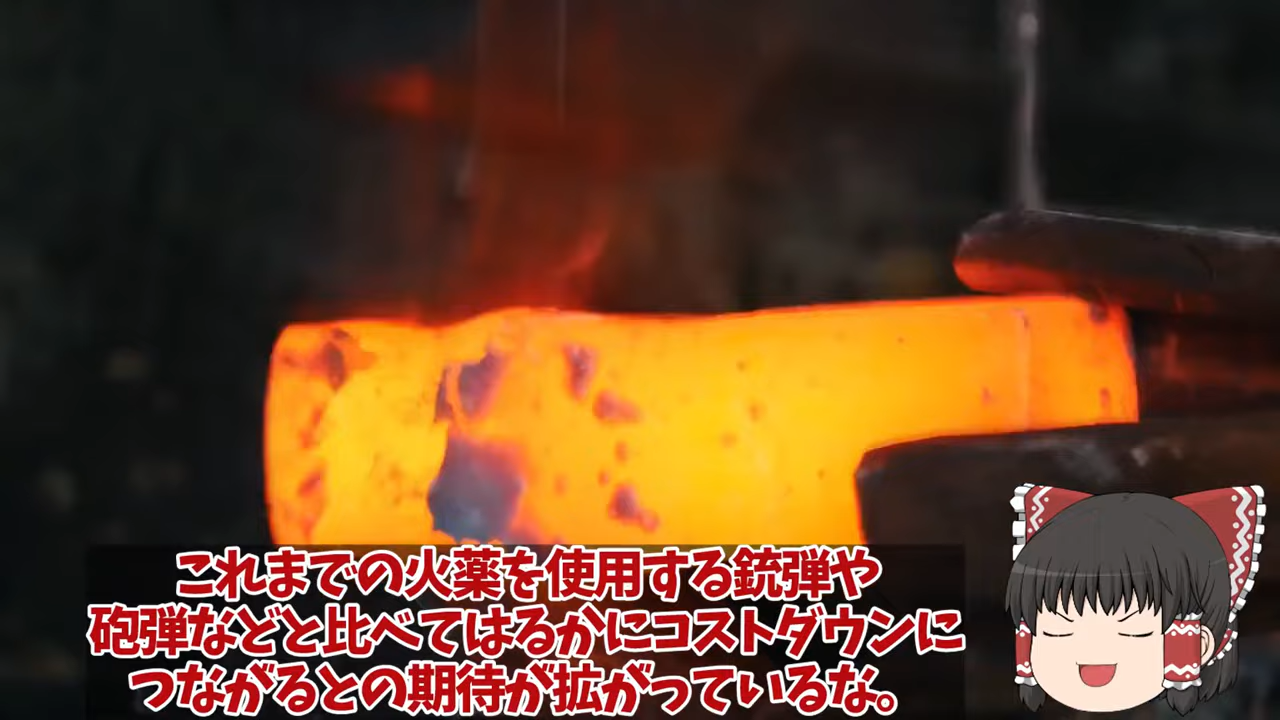 これまでの火薬を使用する銃弾や
砲弾などと比べてはるかにコストダウンに
つながるとの期待が拡がっているな。